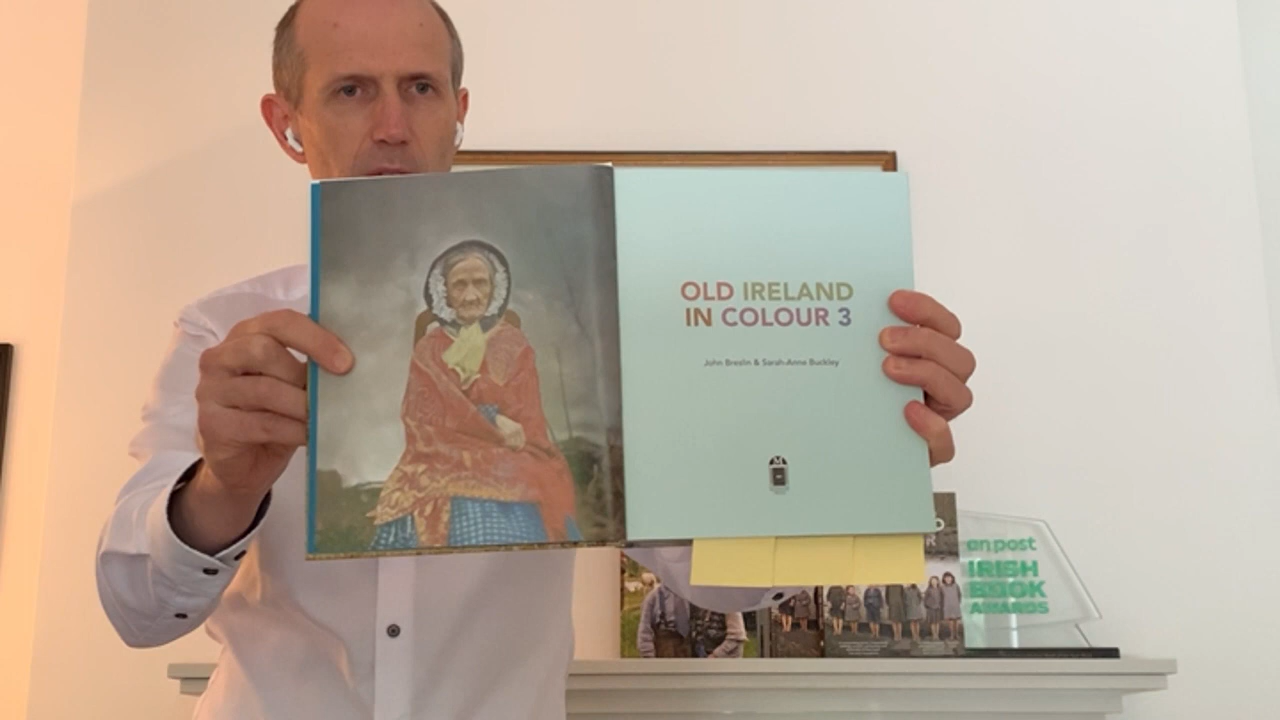 OLD IRELAND
IN COLOUR 3
John Breslin & Sarah-Anne Buckley
M
an post
IRISH
BOOK
AWARDS